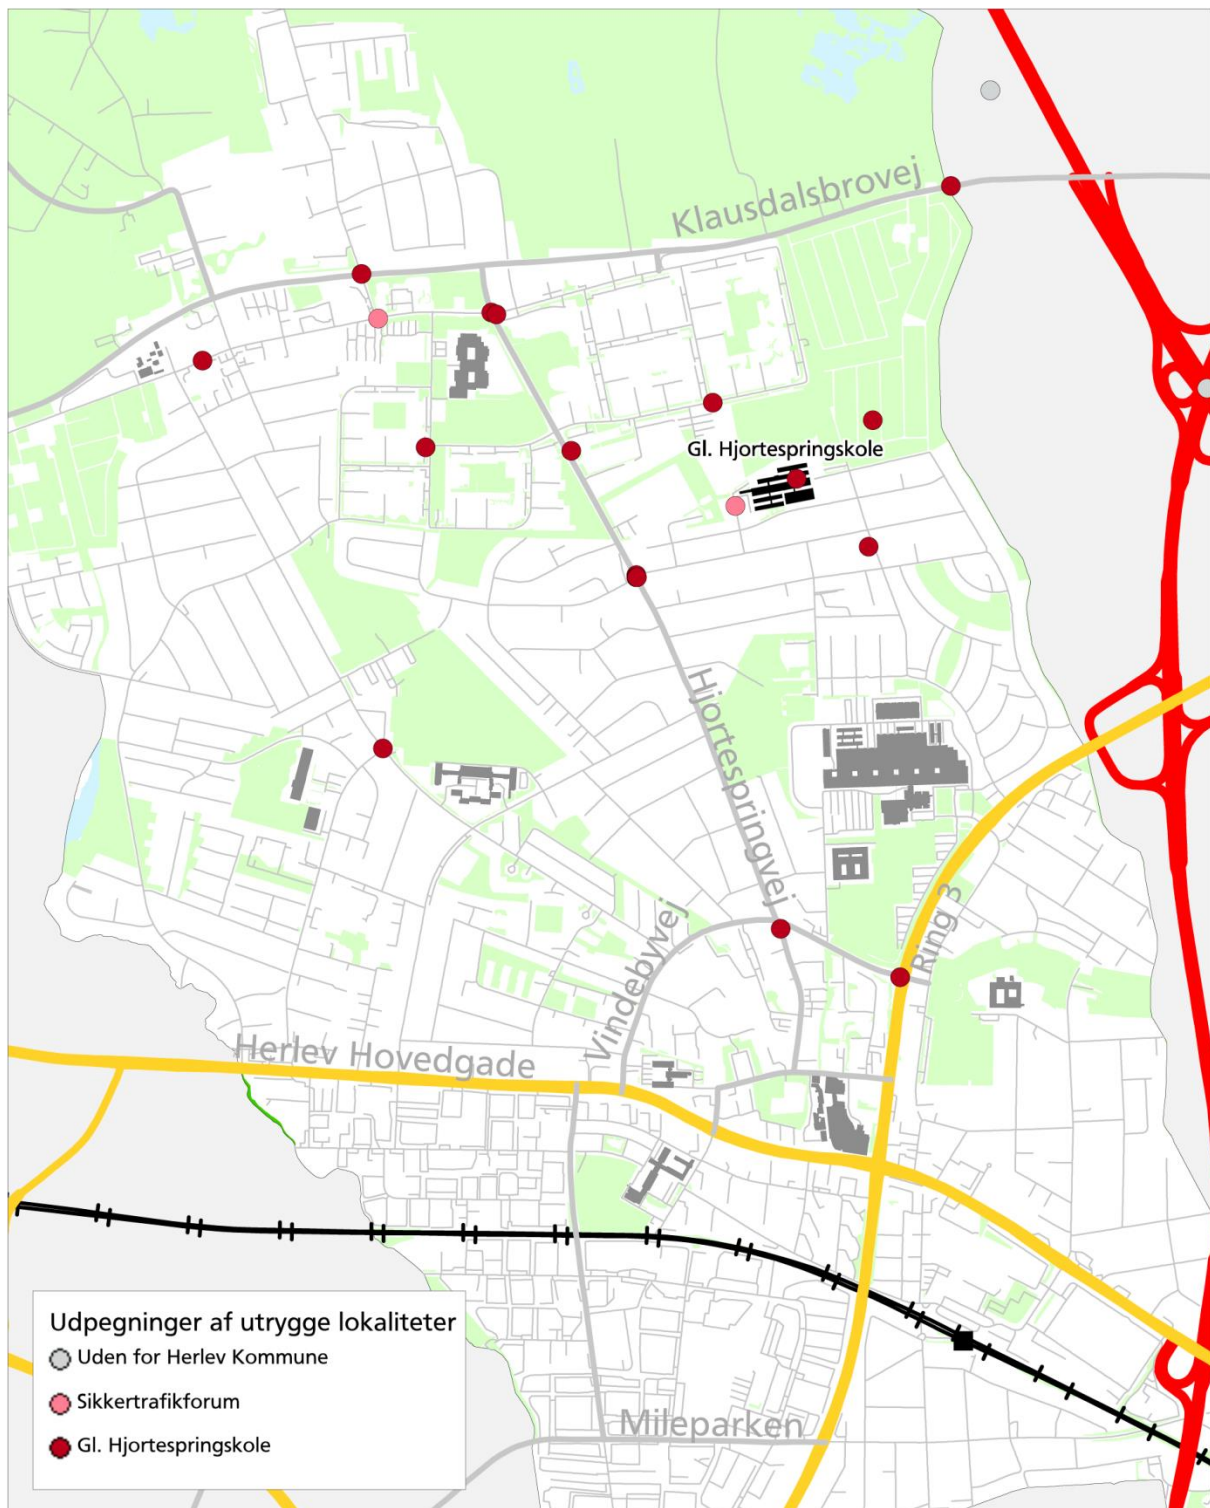 Klausdalsbrovej
Gl. Hjortespringskole
Hjortespringvej
Ring 3
Vindebyvej
Herlev Hovedgade
Mileparken
Udpegninger af utrygge lokaliteter
Uden for Herlev Kommune
Sikkertrafikforum
Gl. Hjortespringskole